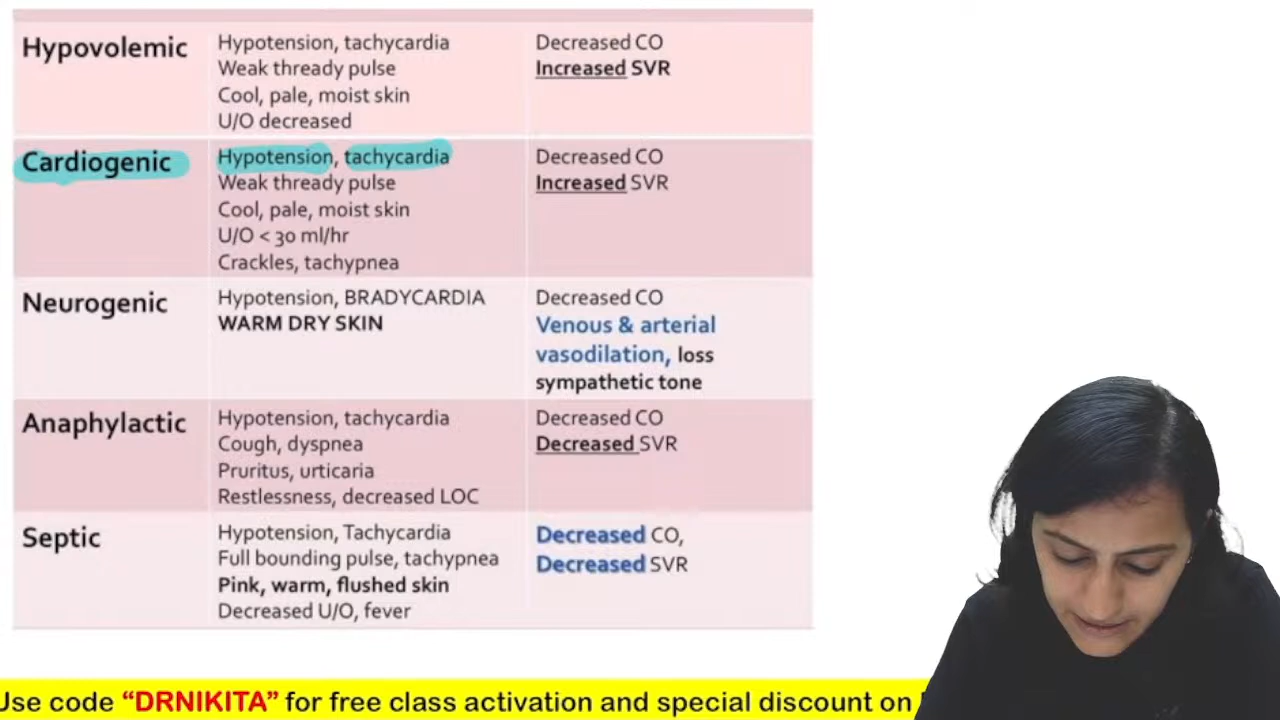 Hypovolemic
Hypotension, tachycardia
Weak thready pulse
Cool, pale, moist skin
U/O decreased
Decreased CO
Increased SVR
Cardiogenic
Hypotension, tachycardia
Weak thready pulse
Cool, pale, moist skin
U/O < 30 ml/hr
Crackles, tachypnea
Decreased CO
Increased SVR
Neurogenic
Hypotension, BRADYCARDIA
WARM DRY SKIN
Decreased CO
Venous & arterial
vasodilation, loss
sympathetic tone
Anaphylactic
Hypotension, tachycardia
Cough, dyspnea
Pruritus, urticaria
Restlessness, decreased LOC
Decreased CO
Decreased SVR
Septic
Hypotension, Tachycardia
Full bounding pulse, tachypnea
Pink, warm, flushed skin
Decreased U/O, fever
Decreased CO,
Decreased SVR
Use code “DRNIKITA” for free class activation and special discount on